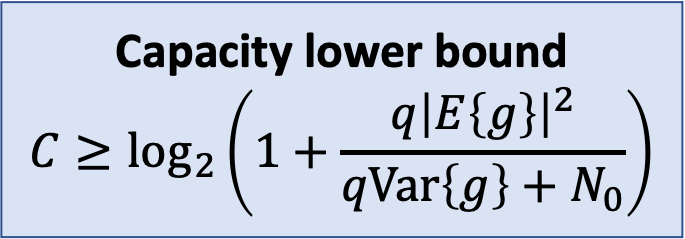 Capacity lower bound
C ≥ log₂ (1 + q|E{g}|² / (qVar{g} + N₀))